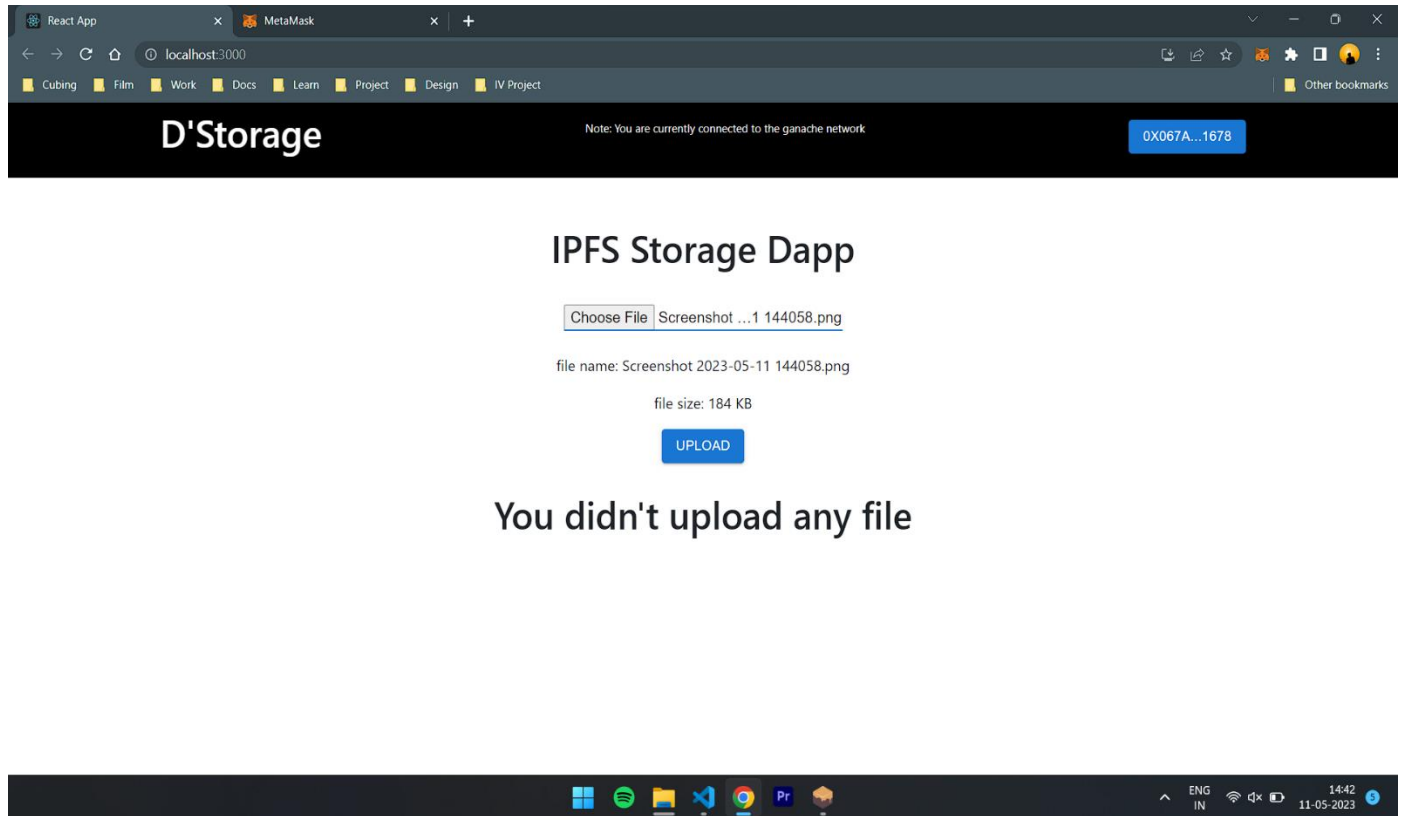 React App
MetaMask
localhost:3000
Cubing Film Work Docs Learn Project Design IV Project
Other bookmarks
D'Storage
Note: You are currently connected to the ganache network
0X067A...1678
IPFS Storage Dapp
Choose File Screenshot ...1 144058.png
file name: Screenshot 2023-05-11 144058.png
file size: 184 KB
UPLOAD
You didn't upload any file
Pr
ENG
IN
14:42
11-05-2023
5